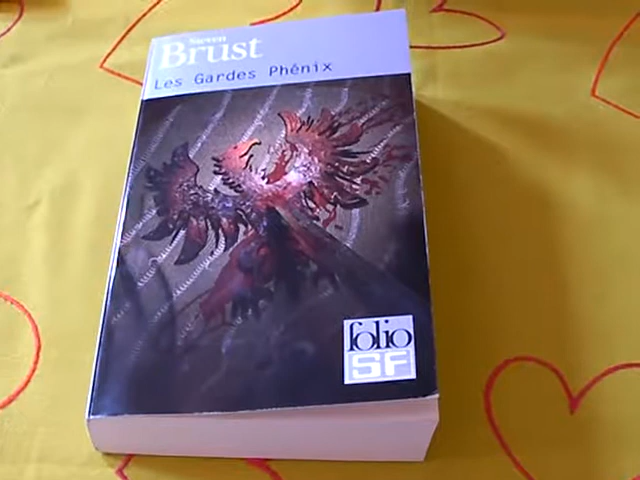 Steven
Brust
Les Gardes Phénix
folio
SF